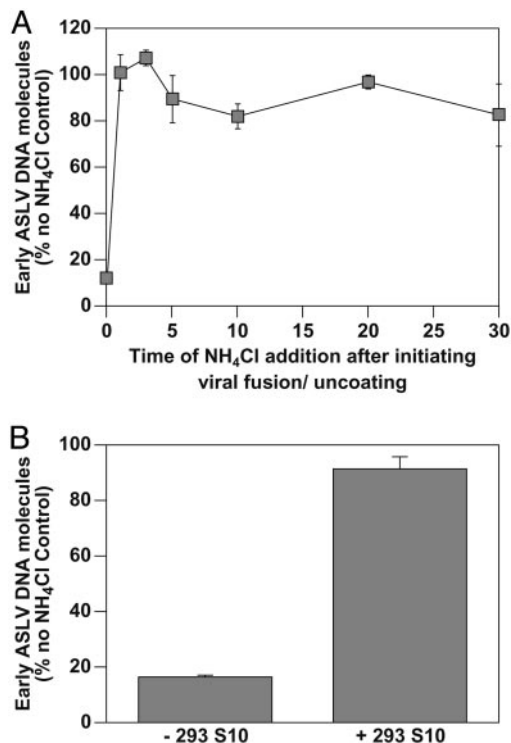 A
Early ASLV DNA molecules
(% no NH₄Cl Control)
120
100
80
60
40
20
0
0 5 10 15 20 25 30
Time of NH₄Cl addition after initiating
viral fusion/ uncoating
B
Early ASLV DNA molecules
(% no NH₄Cl Control)
100
80
60
40
20
0
- 293 S10 + 293 S10